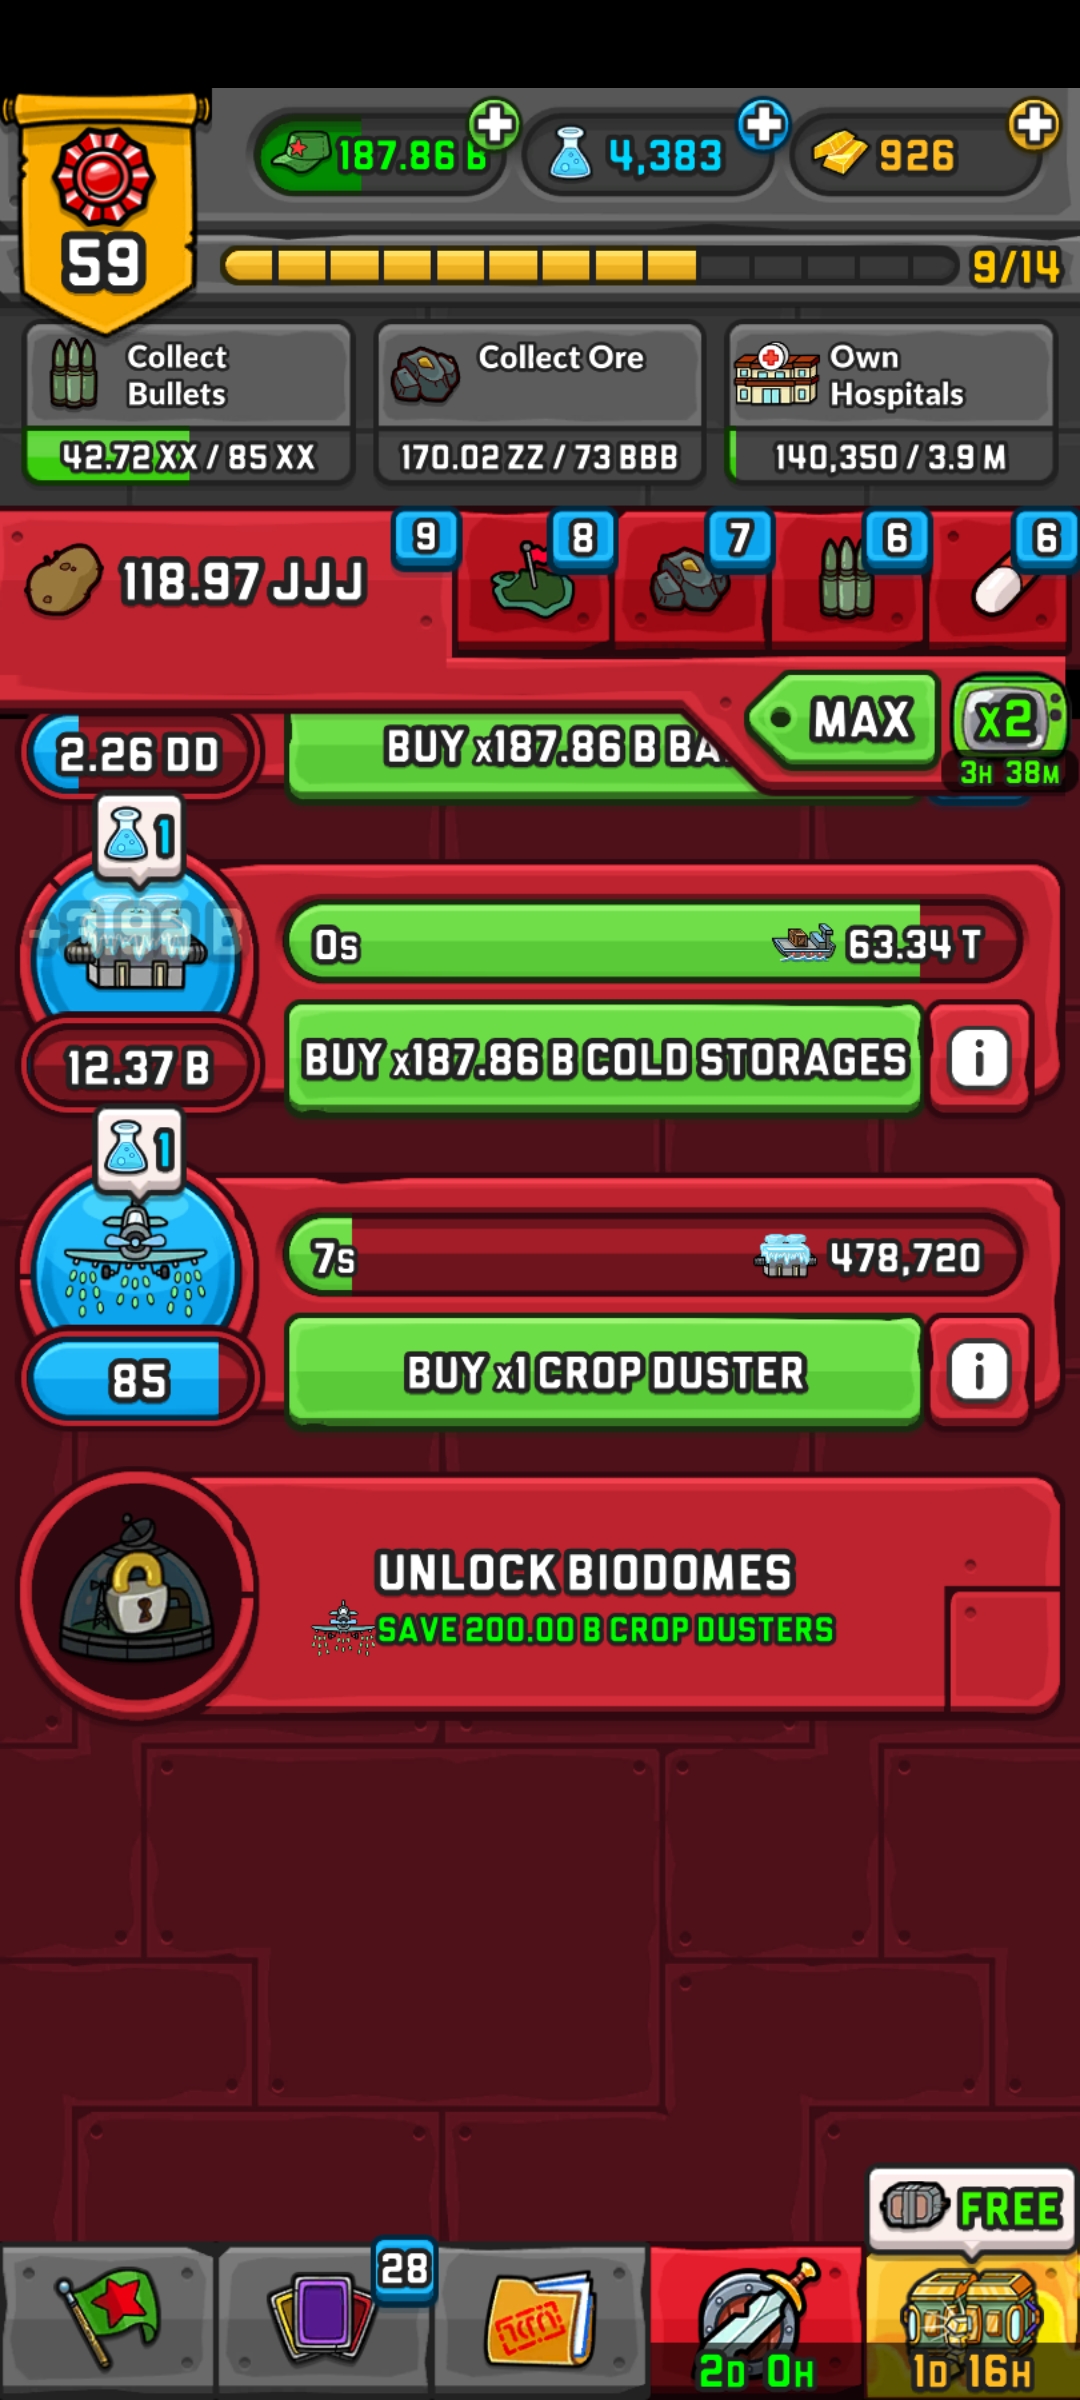 187.86 B
4,383
926
59
9/14
Collect
Bullets
42.72 XX / 85 XX
Collect Ore
170.02 ZZ / 73 BBB
Own
Hospitals
140,350 / 3.9 M
118.97 JJJ
9
8
7
6
6
MAX
x2
3H 38M
2.26 DD
BUY x187.86 B
1
0s
63.34 T
12.37 B
BUY x187.86 B COLD STORAGES
i
1
7s
478,720
85
BUY x1 CROP DUSTER
i
UNLOCK BIODOMES
SAVE 200.00 B CROP DUSTERS
FREE
28
2D 0H
1D 16H